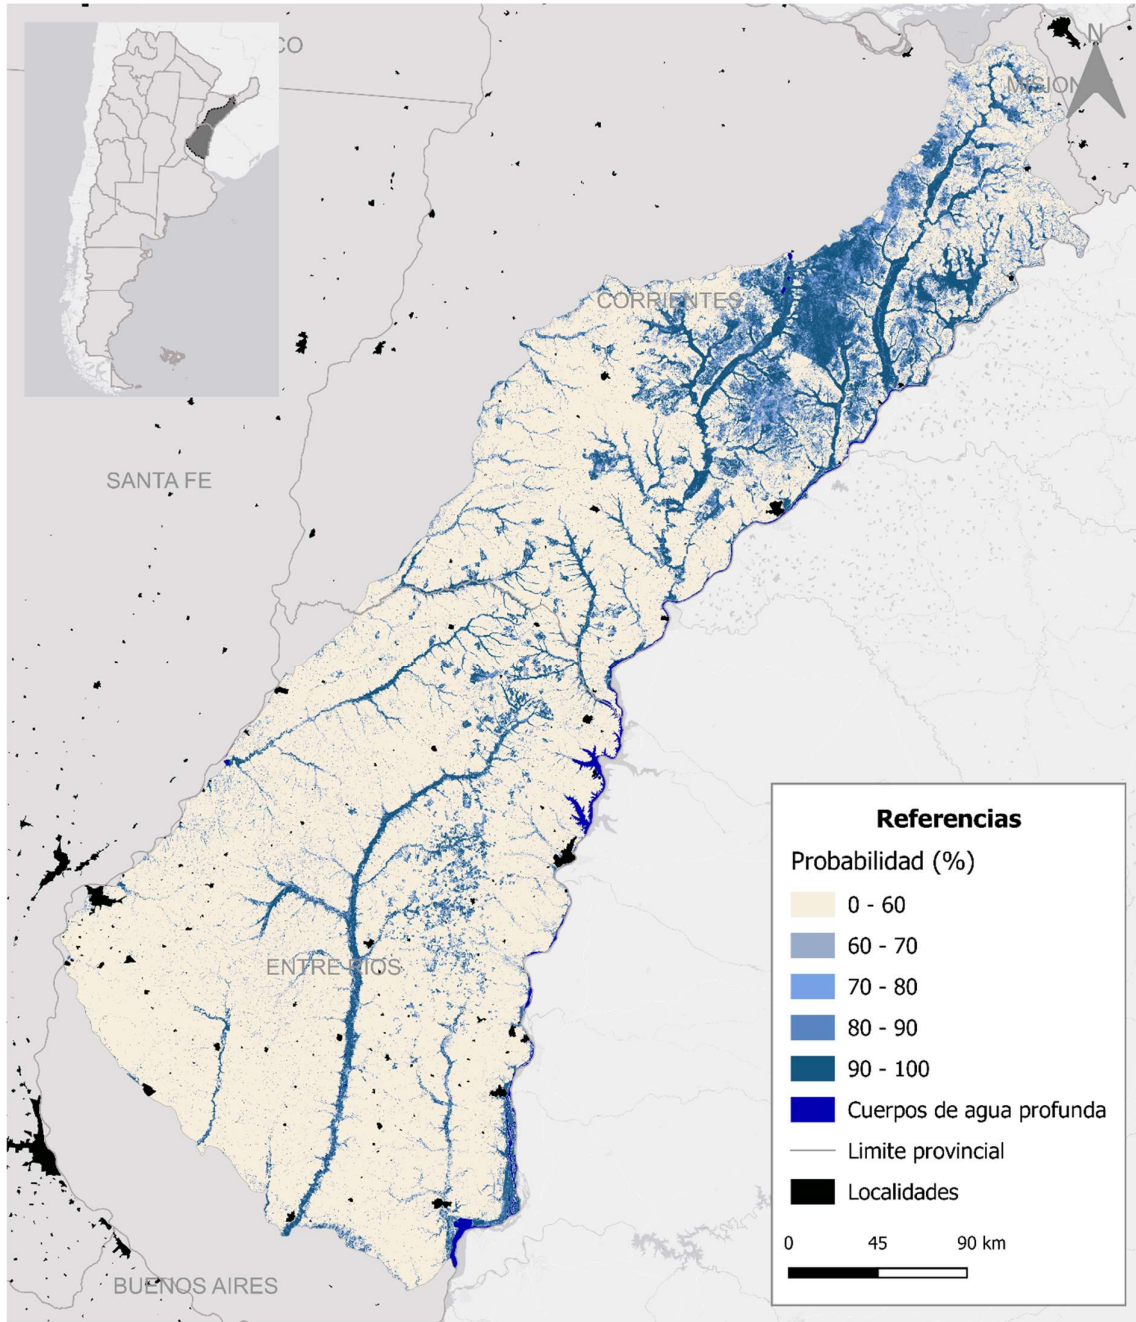 CO
N
MISION
CORRIENTES
SANTA FE
ENTRE RIOS
BUENOS AIRES
Referencias
Probabilidad (%)
0 - 60
60 - 70
70 - 80
80 - 90
90 - 100
Cuerpos de agua profunda
Limite provincial
Localidades
0 45 90 km